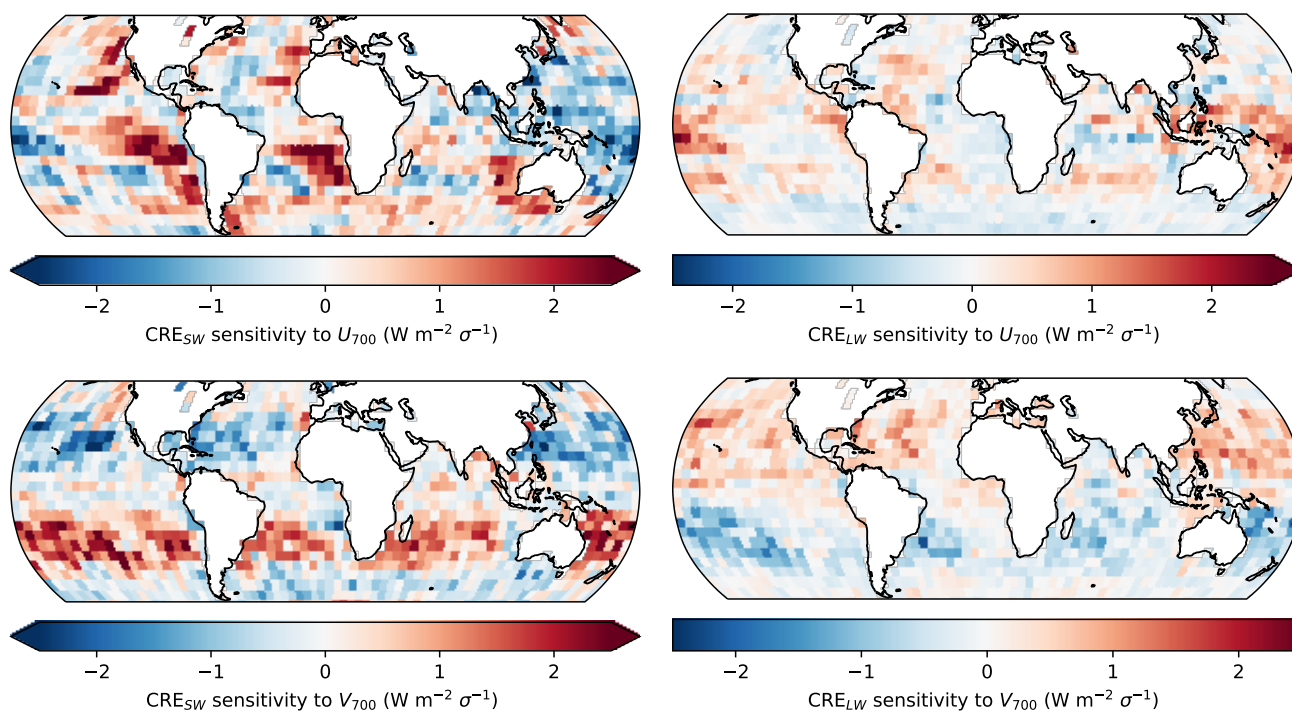 −2 −1 0 1 2
CRE_SW sensitivity to U_700 (W m⁻² σ⁻¹)
−2 −1 0 1 2
CRE_LW sensitivity to U_700 (W m⁻² σ⁻¹)
−2 −1 0 1 2
CRE_SW sensitivity to V_700 (W m⁻² σ⁻¹)
−2 −1 0 1 2
CRE_LW sensitivity to V_700 (W m⁻² σ⁻¹)